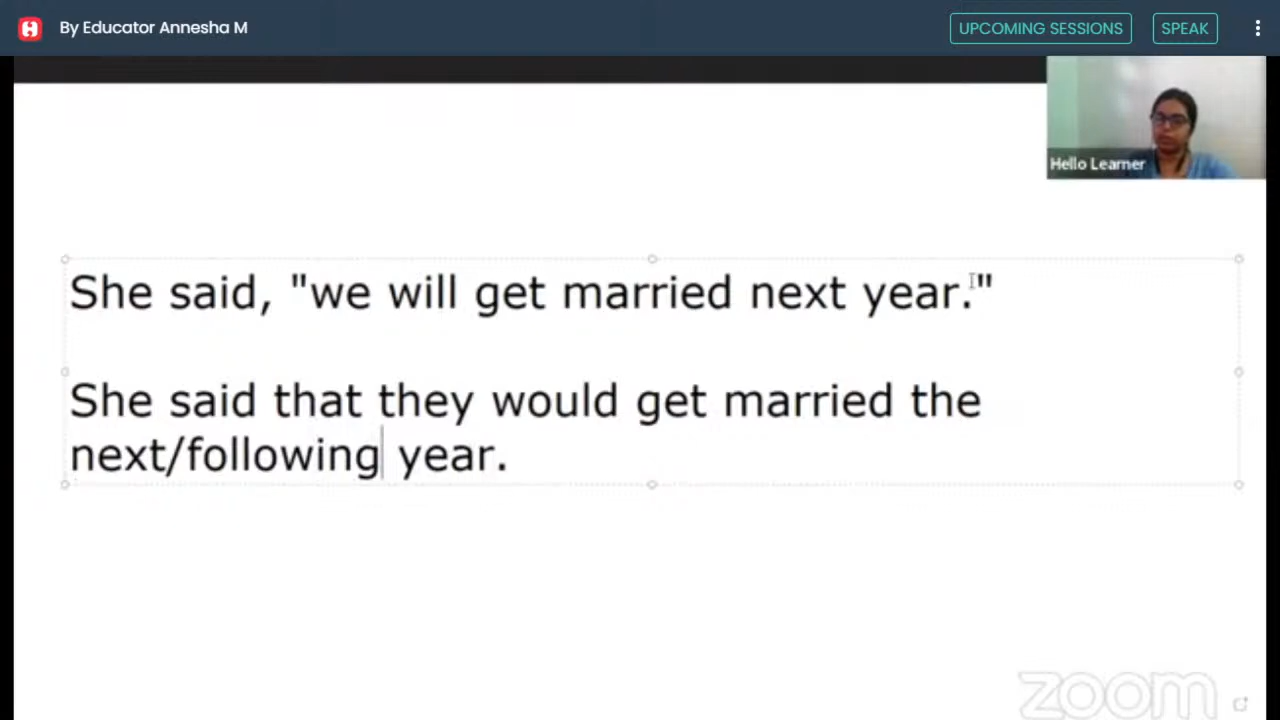 By Educator Annesha M
UPCOMING SESSIONS
SPEAK
Hello Learner
She said, "we will get married next year."
She said that they would get married the
next/following year.
zoom